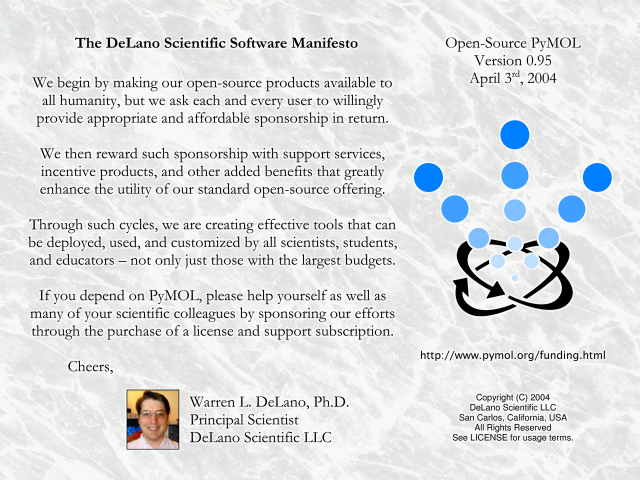 The DeLano Scientific Software Manifesto
We begin by making our open-source products available to
all humanity, but we ask each and every user to willingly
provide appropriate and affordable sponsorship in return.
We then reward such sponsorship with support services,
incentive products, and other added benefits that greatly
enhance the utility of our standard open-source offering.
Through such cycles, we are creating effective tools that can
be deployed, used, and customized by all scientists, students,
and educators – not only just those with the largest budgets.
If you depend on PyMOL, please help yourself as well as
many of your scientific colleagues by sponsoring our efforts
through the purchase of a license and support subscription.
Cheers,
Warren L. DeLano, Ph.D.
Principal Scientist
DeLano Scientific LLC
Open-Source PyMOL
Version 0.95
April 3rd, 2004
http://www.pymol.org/funding.html
Copyright (C) 2004
DeLano Scientific LLC
San Carlos, California, USA
All Rights Reserved
See LICENSE for usage terms.